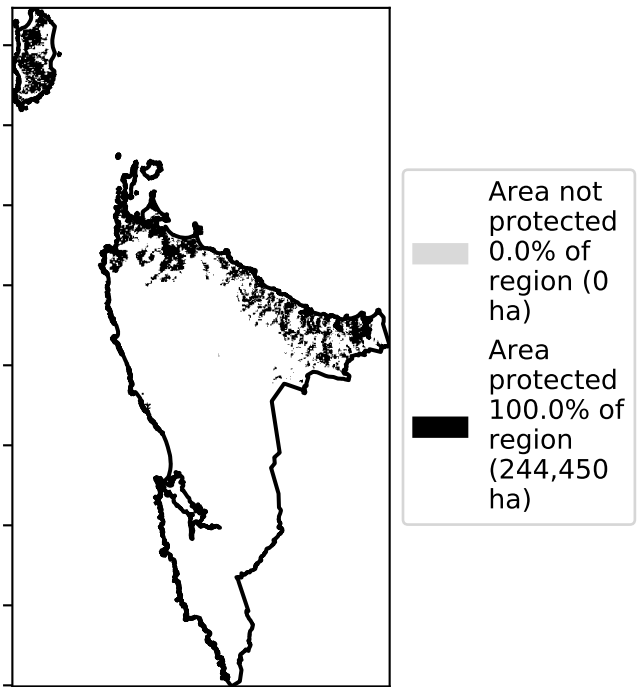 Area not
protected
0.0% of
region (0
ha)
Area
protected
100.0% of
region
(244,450
ha)